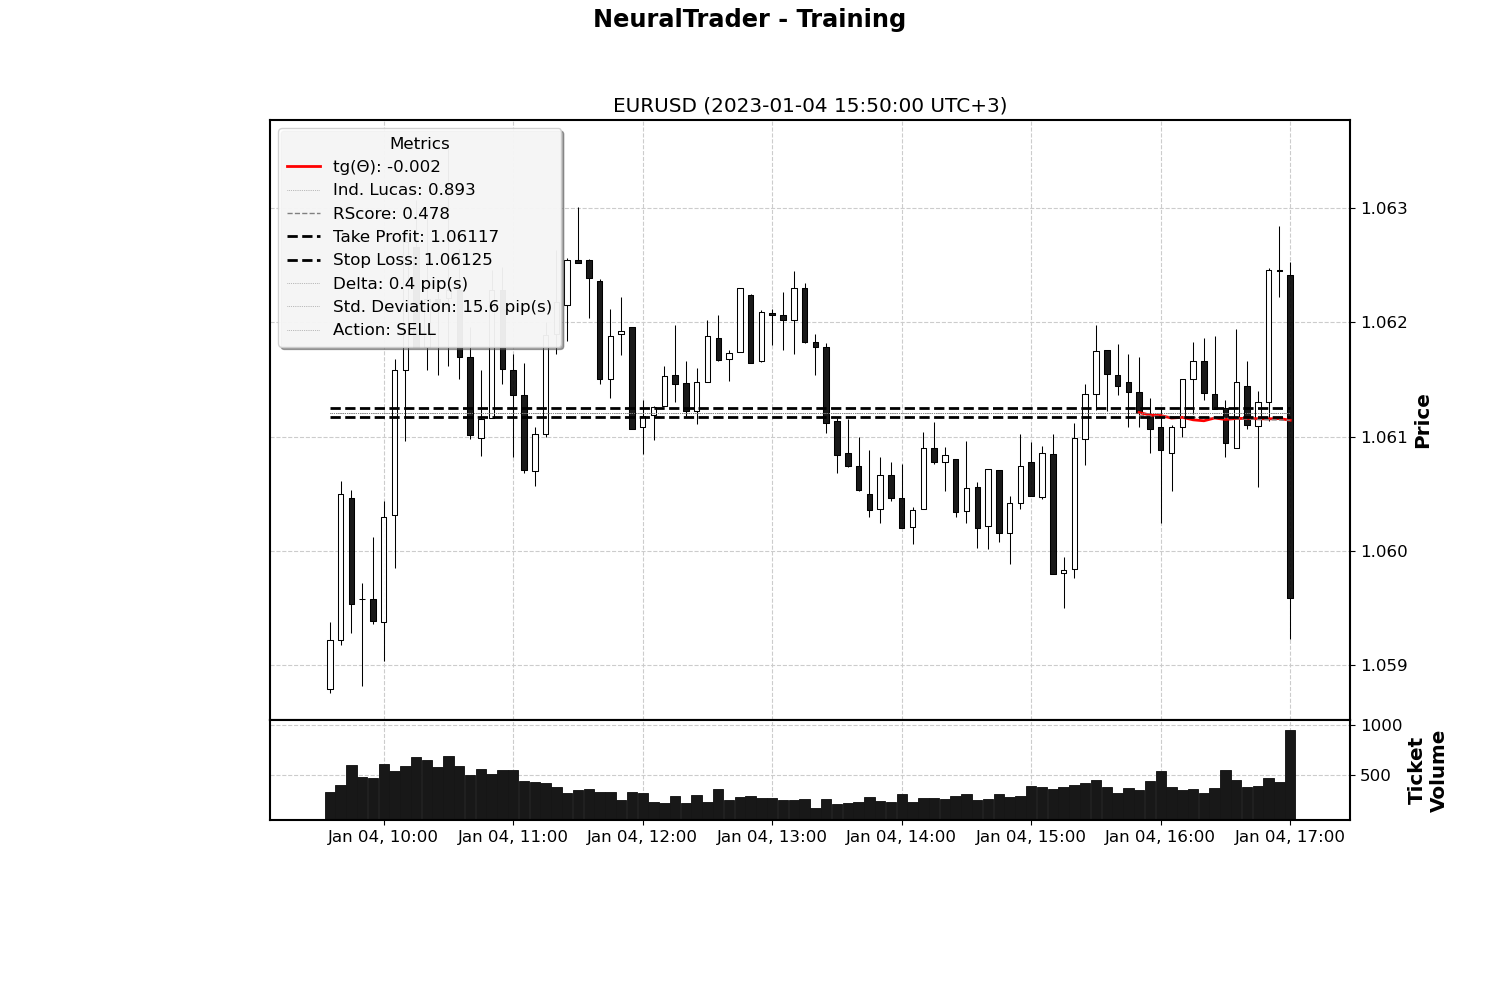 NeuralTrader - Training
EURUSD (2023-01-04 15:50:00 UTC+3)
Metrics
tg(Θ): -0.002
Ind. Lucas: 0.893
RScore: 0.478
Take Profit: 1.06117
Stop Loss: 1.06125
Delta: 0.4 pip(s)
Std. Deviation: 15.6 pip(s)
Action: SELL
1.063
1.062
1.061
1.060
1.059
Price
1000
500
Ticket
Volume
Jan 04, 10:00
Jan 04, 11:00
Jan 04, 12:00
Jan 04, 13:00
Jan 04, 14:00
Jan 04, 15:00
Jan 04, 16:00
Jan 04, 17:00